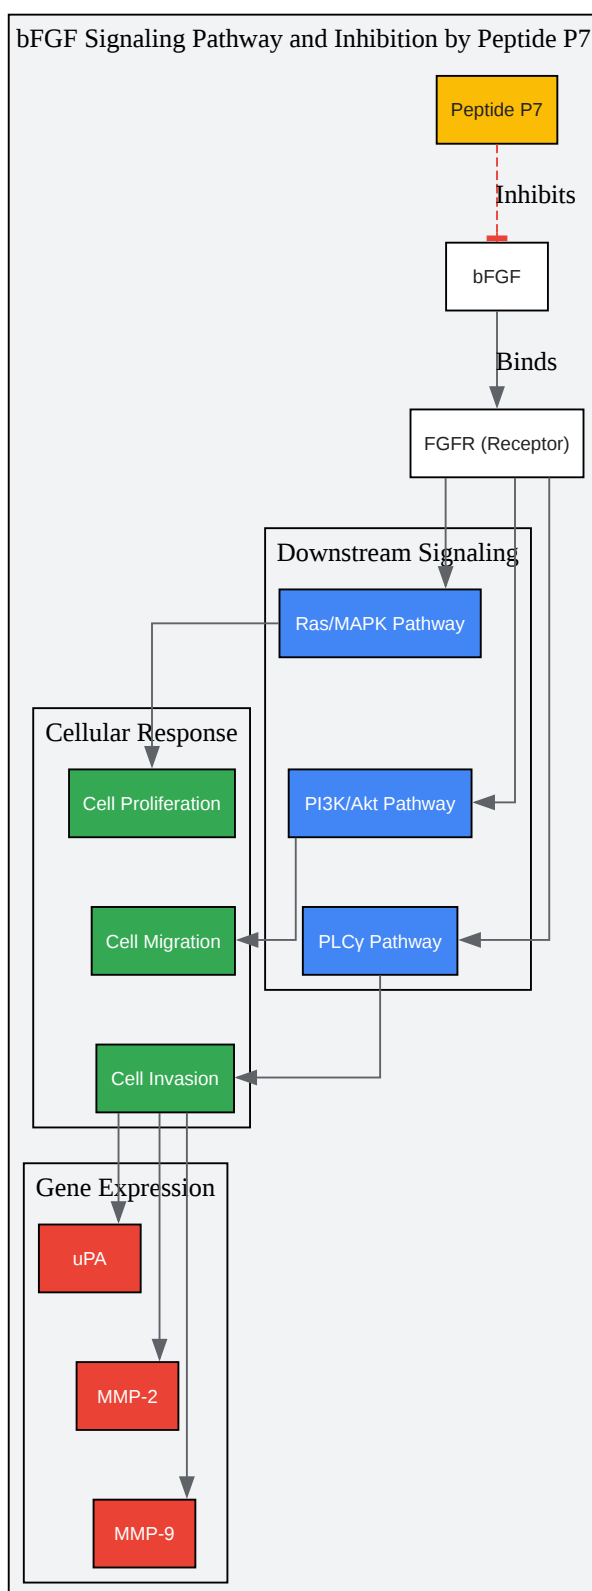 bFGF Signaling Pathway and Inhibition by Peptide P7
Peptide P7
Inhibits
bFGF
Binds
FGFR (Receptor)
Downstream Signaling
Ras/MAPK Pathway
Cellular Response
Cell Proliferation
PI3K/Akt Pathway
Cell Migration
PLCγ Pathway
Cell Invasion
Gene Expression
uPA
MMP-2
MMP-9